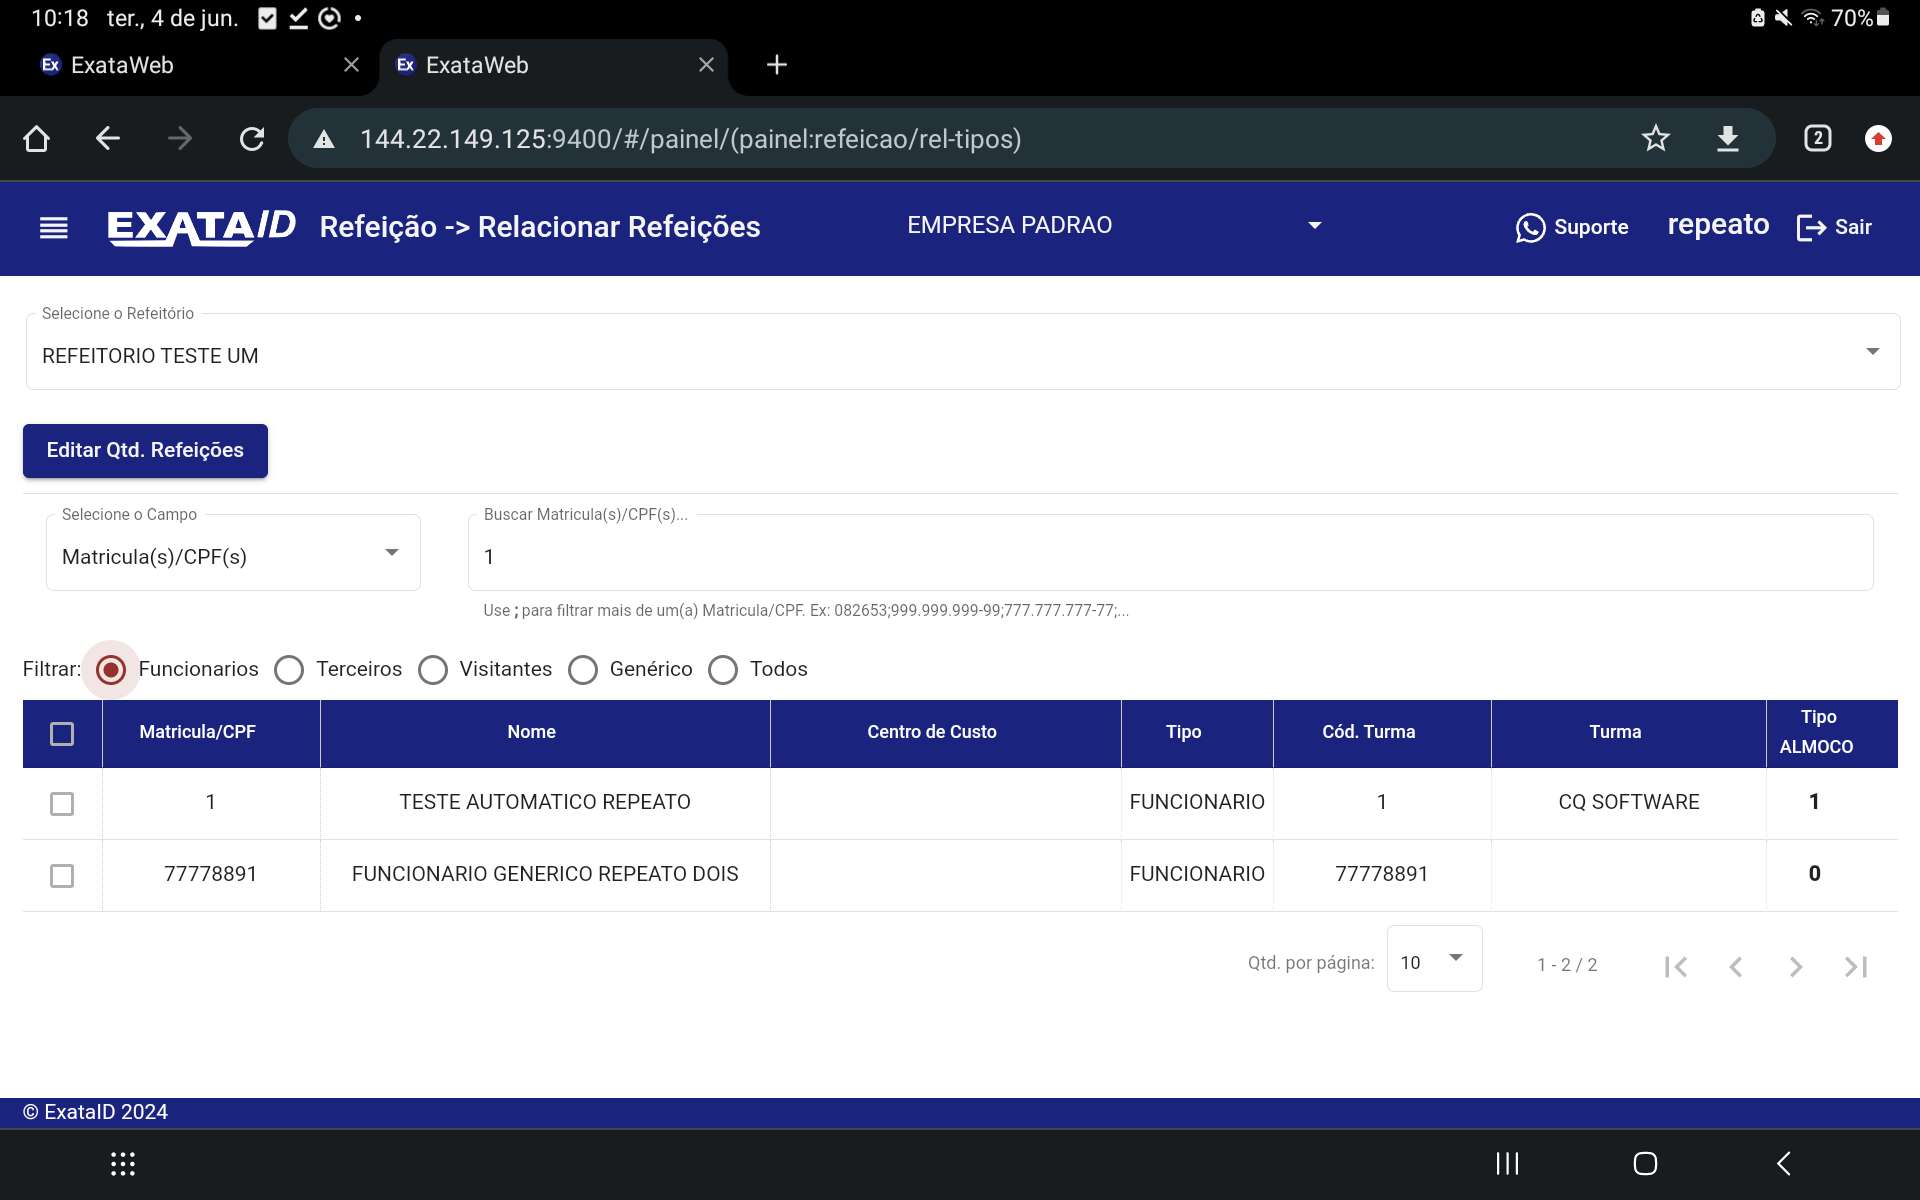 10:18 ter., 4 de jun. 70%
Ex ExataWeb
Ex ExataWeb
144.22.149.125:9400/#/painel/(painel:refeicao/rel-tipos)
2
EXATAID Refeição -> Relacionar Refeições EMPRESA PADRAO Suporte repeato Sair
Selecione o Refeitório
REFEITORIO TESTE UM
Editar Qtd. Refeições
Selecione o Campo
Matricula(s)/CPF(s)
Buscar Matricula(s)/CPF(s)...
1
Use ; para filtrar mais de um(a) Matricula/CPF. Ex: 082653;999.999.999-99;777.777.777-77;...
Filtrar: Funcionarios Terceiros Visitantes Genérico Todos
Matricula/CPF Nome Centro de Custo Tipo Cód. Turma Turma Tipo
ALMOCO
1 TESTE AUTOMATICO REPEATO FUNCIONARIO 1 CQ SOFTWARE 1
77778891 FUNCIONARIO GENERICO REPEATO DOIS FUNCIONARIO 77778891 0
Qtd. por página: 10 1 - 2 / 2
© ExataID 2024